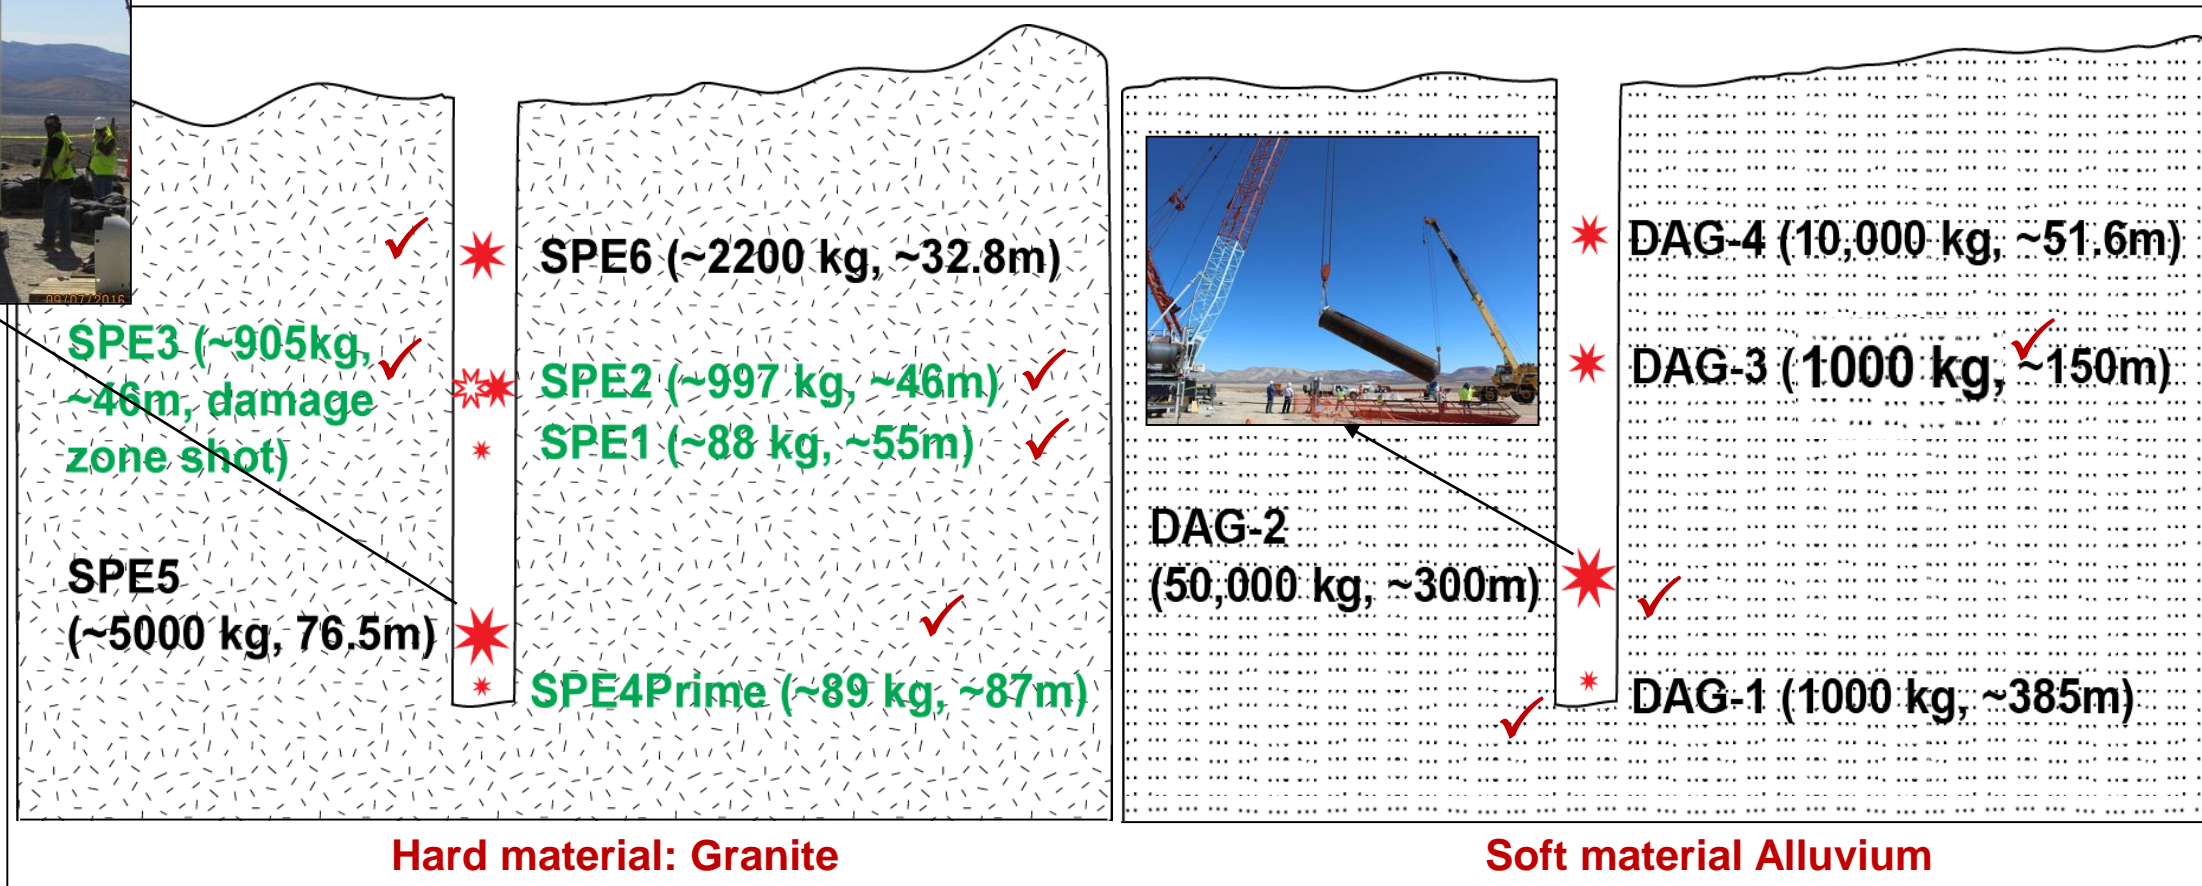 09/07/2016
SPE6 (~2200 kg, ~32.8m)
SPE3 (~905kg,
~46m, damage
zone shot)
SPE2 (~997 kg, ~46m)
SPE1 (~88 kg, ~55m)
SPE5
(~5000 kg, 76.5m)
SPE4Prime (~89 kg, ~87m)
Hard material: Granite
DAG-4 (10,000 kg, ~51.6m)
DAG-3 (1000 kg, ~150m)
DAG-2
(50,000 kg, ~300m)
DAG-1 (1000 kg, ~385m)
Soft material Alluvium